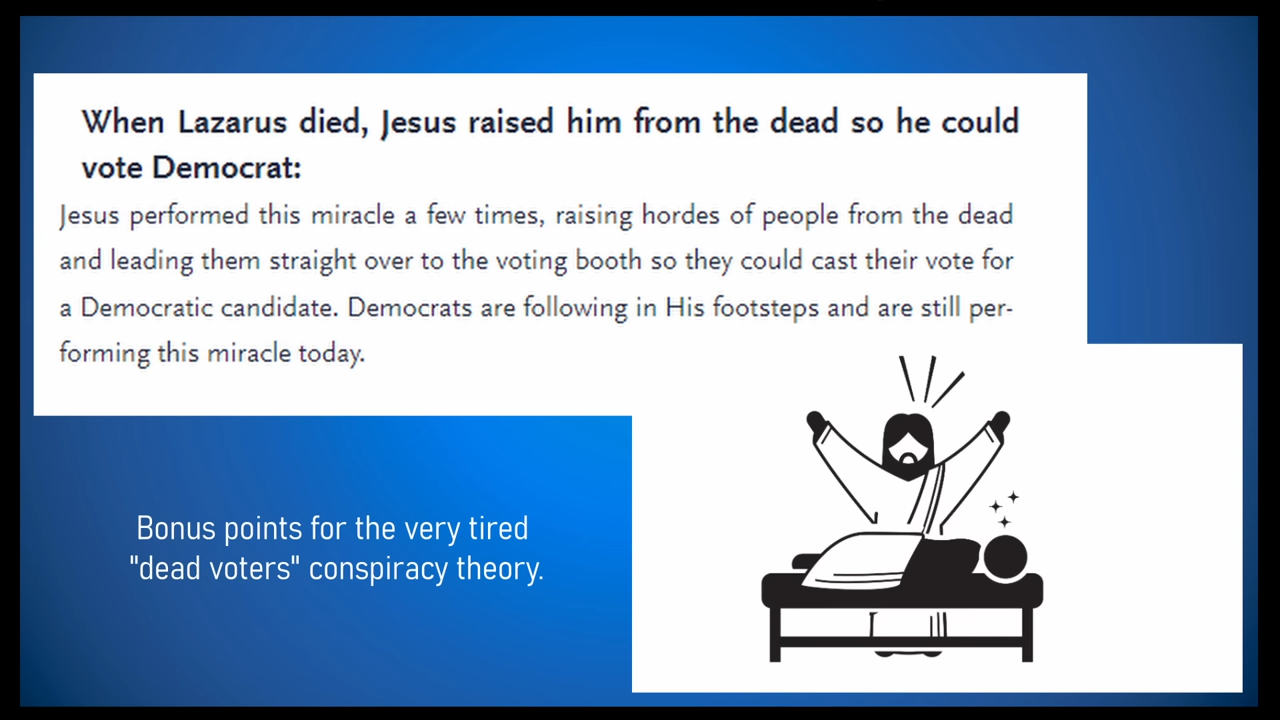 When Lazarus died, Jesus raised him from the dead so he could
vote Democrat:
Jesus performed this miracle a few times, raising hordes of people from the dead
and leading them straight over to the voting booth so they could cast their vote for
a Democratic candidate. Democrats are following in His footsteps and are still per-
forming this miracle today.
Bonus points for the very tired
"dead voters" conspiracy theory.